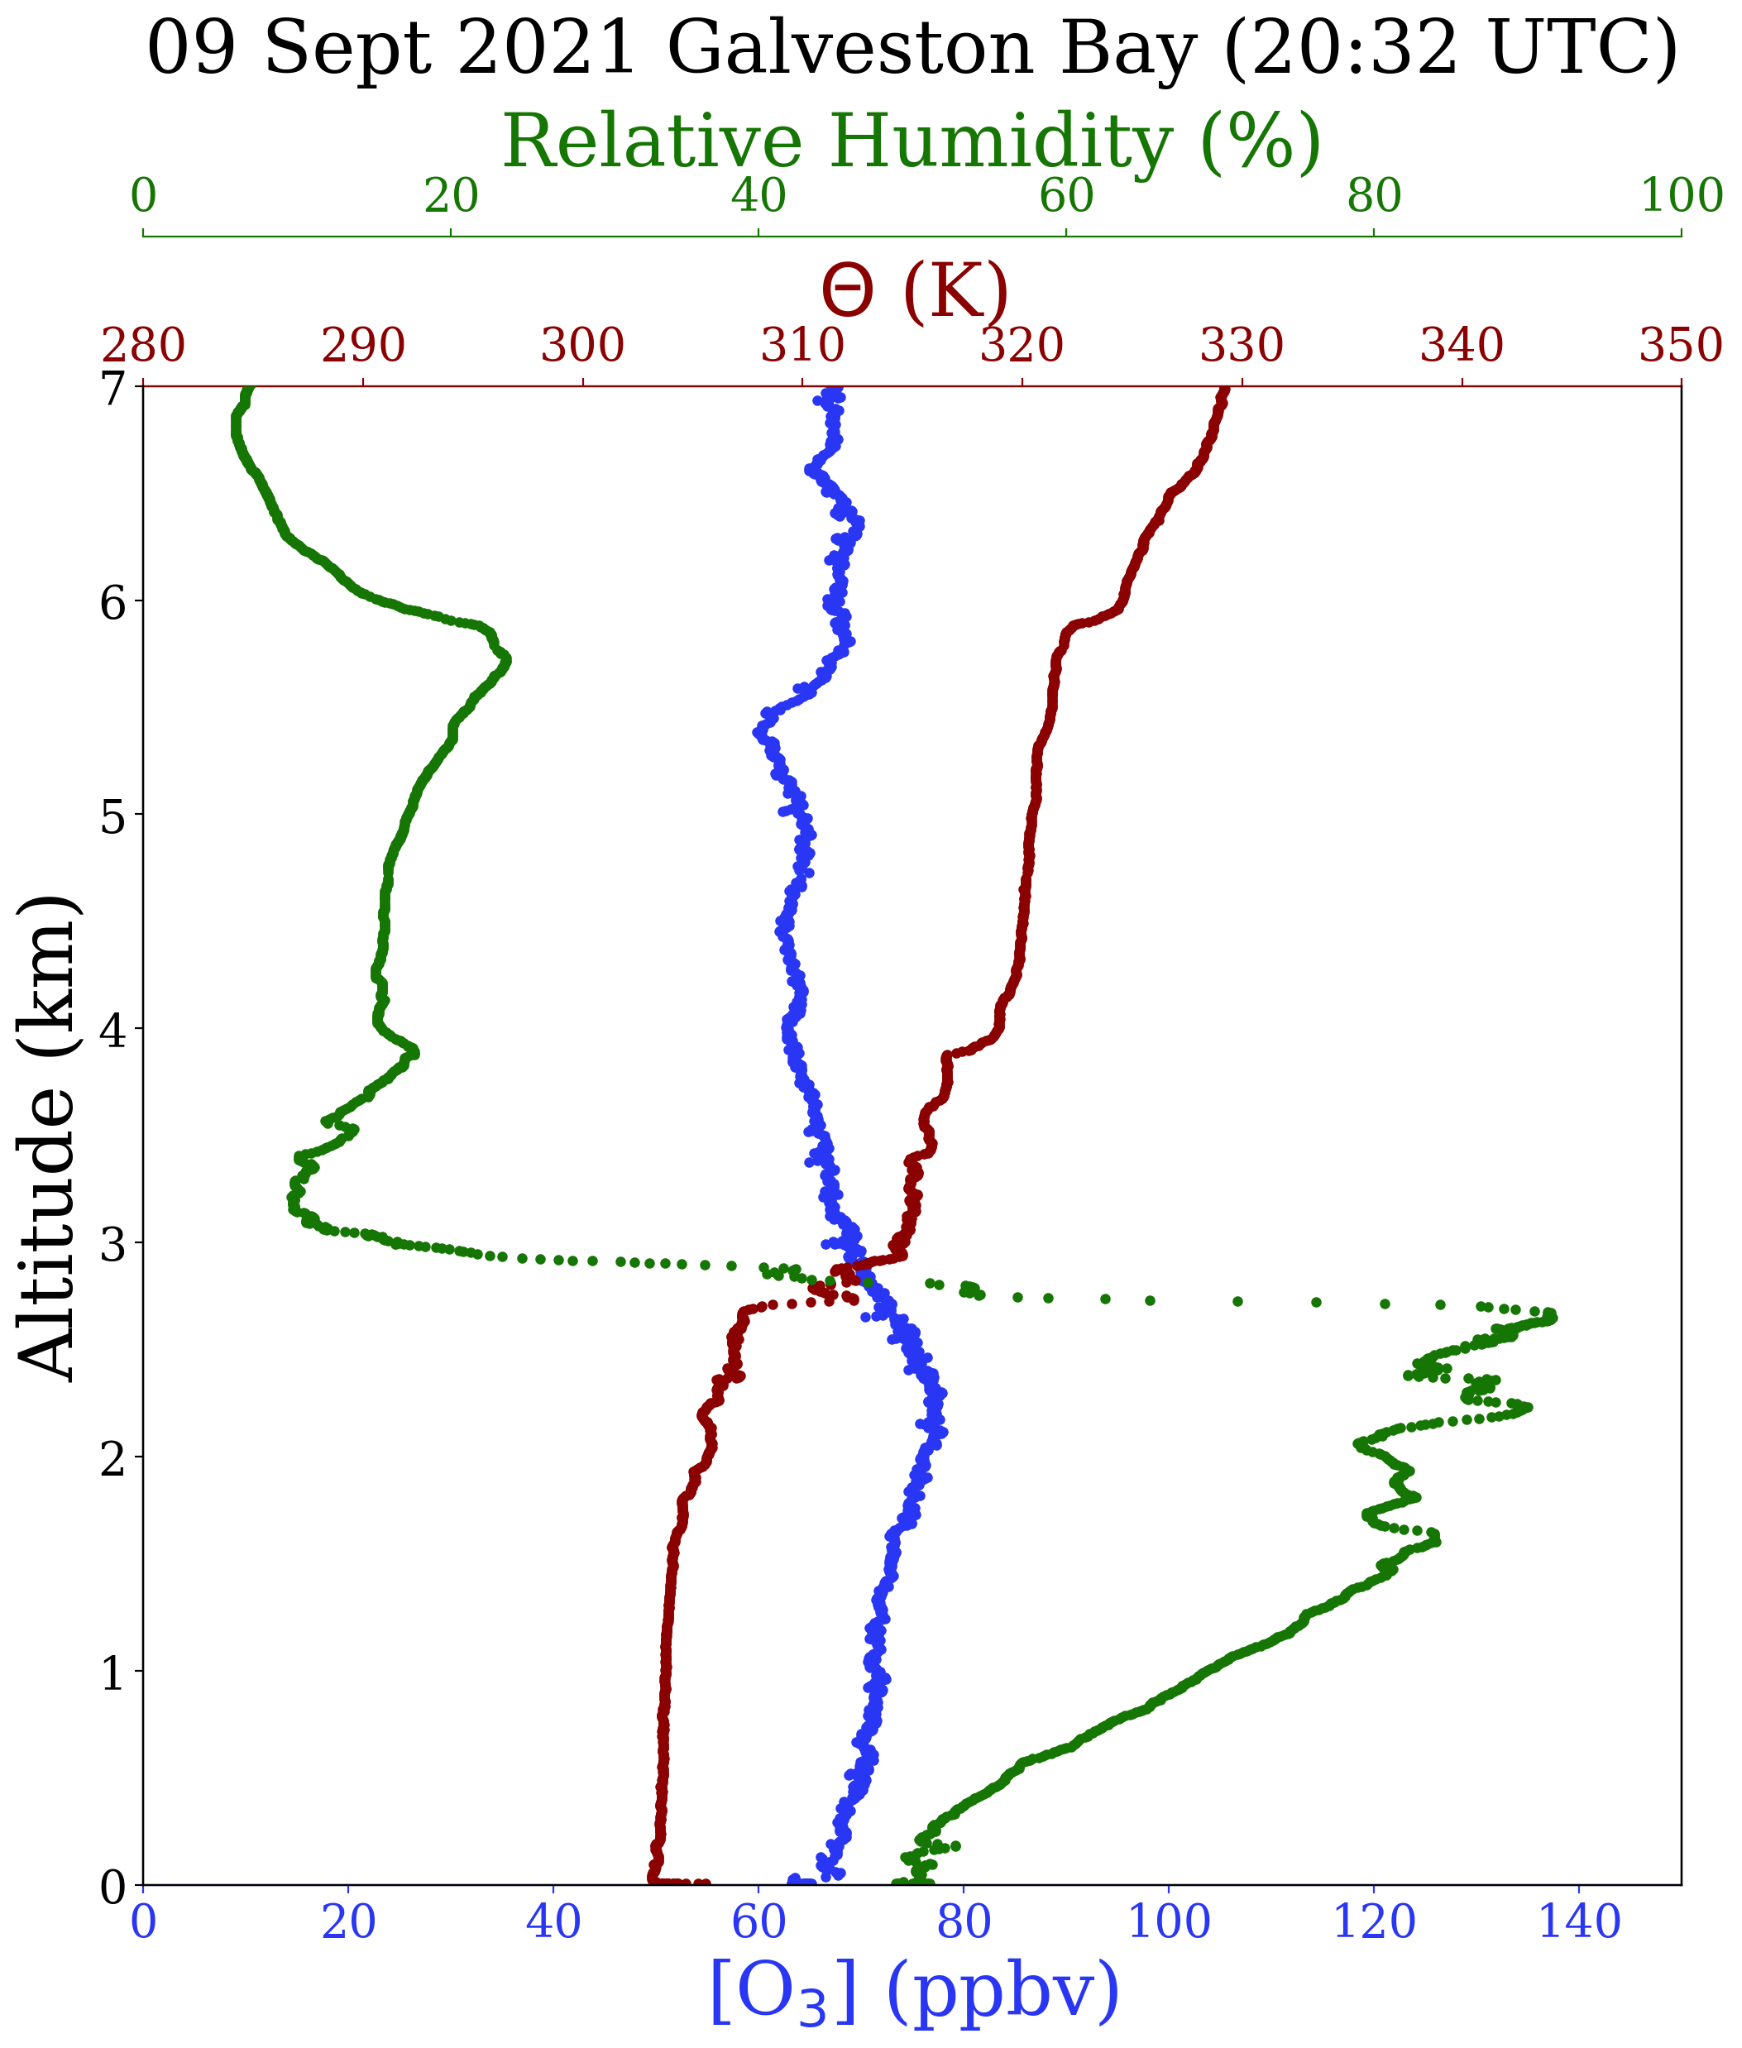 09 Sept 2021 Galveston Bay (20:32 UTC)
Relative Humidity (%)
0 20 40 60 80 100
Θ (K)
280 290 300 310 320 330 340 350
7
6
5
4
3
2
1
0
Altitude (km)
0 20 40 60 80 100 120 140
[O₃] (ppbv)